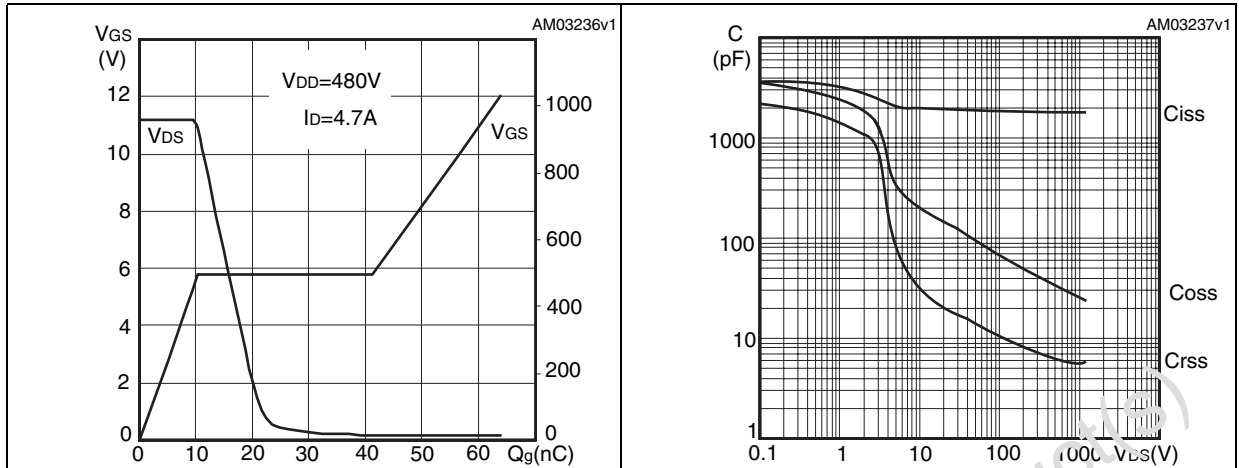 AM03236v1
VGS
(V)
VDD=480V
ID=4.7A
VDS
VGS
12
10
8
6
4
2
0
1000
800
600
400
200
0
0 10 20 30 40 50 60 Qg(nC)
AM03237v1
C
(pF)
1000
100
10
1
Ciss
Coss
Crss
0.1 1 10 100 1000 VDS(V)